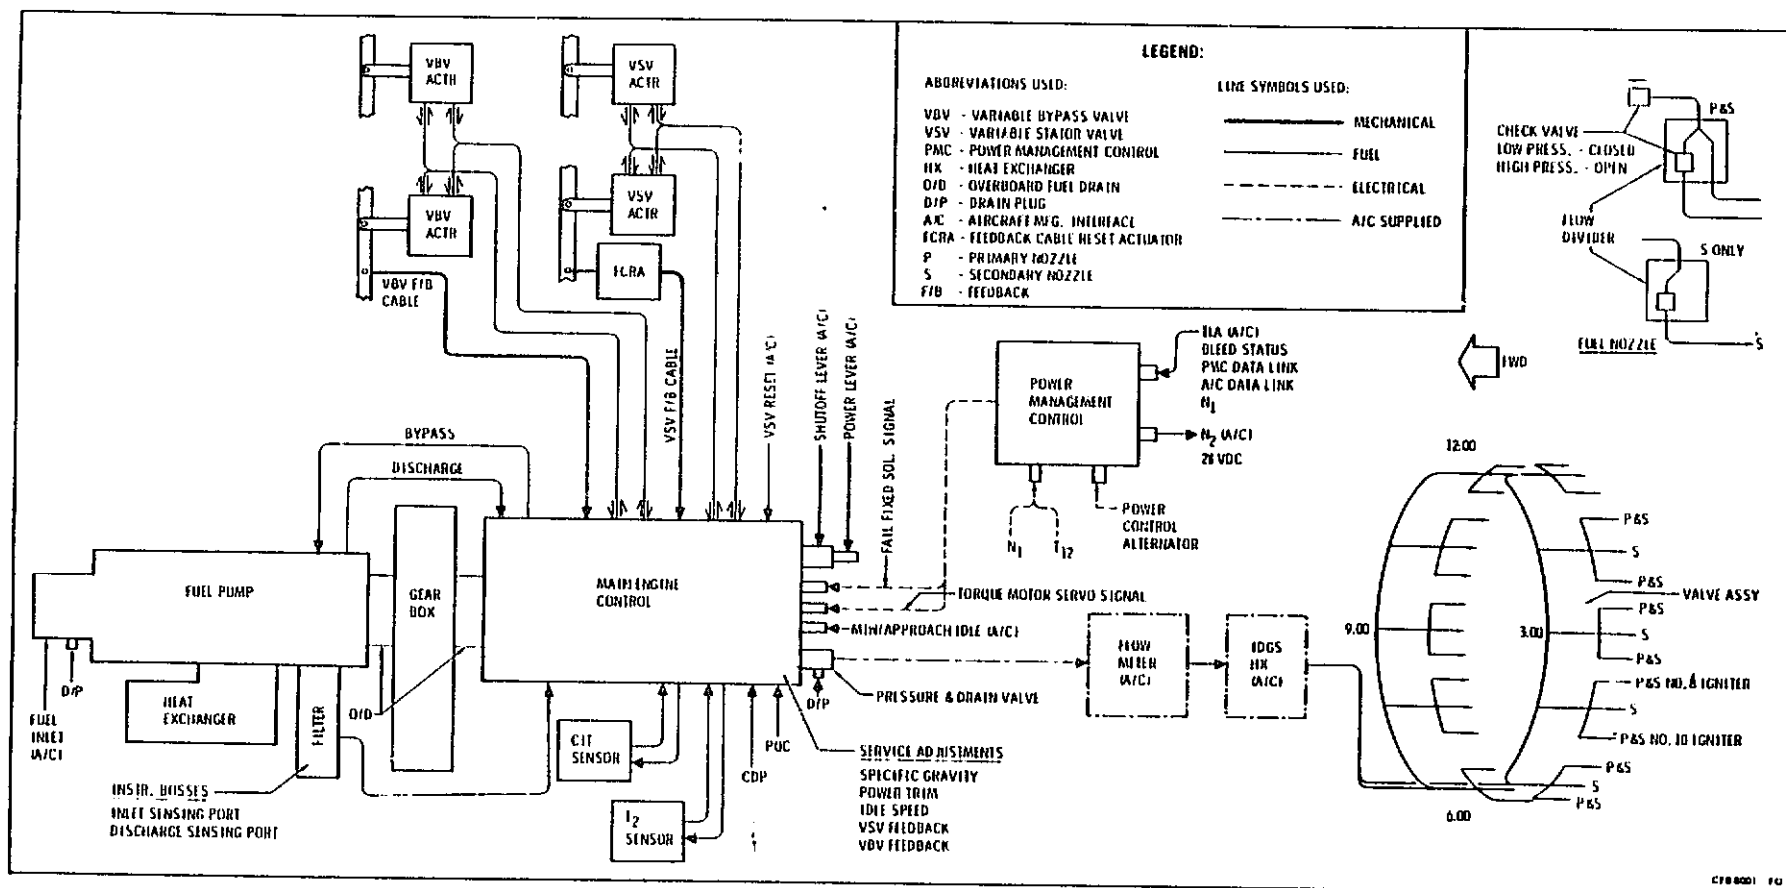 VBV
ACTR
VSV
ACTR
VBV
ACTR
VSV
ACTR
FCRA
VBV F/B
CABLE
LEGEND:
ABBREVIATIONS USED:
VBV - VARIABLE BYPASS VALVE
VSV - VARIABLE STATOR VALVE
PMC - POWER MANAGEMENT CONTROL
HX - HEAT EXCHANGER
O/D - OVERBOARD FUEL DRAIN
D/P - DRAIN PLUG
A/C - AIRCRAFT MFG. INTERFACE
FCRA - FEEDBACK CABLE RESET ACTUATOR
P - PRIMARY NOZZLE
S - SECONDARY NOZZLE
F/B - FEEDBACK
LINE SYMBOLS USED:
MECHANICAL
FUEL
ELECTRICAL
A/C SUPPLIED
P&S
CHECK VALVE
LOW PRESS. - CLOSED
HIGH PRESS. - OPEN
FLOW
DIVIDER
S ONLY
S
FUEL NOZZLE
FWD
VSV F/B CABLE
VSV RESET (A/C)
SHUTOFF LEVER (A/C)
POWER LEVER (A/C)
FAIL FIXED SOL. SIGNAL
POWER
MANAGEMENT
CONTROL
TLA (A/C)
BLEED STATUS
PMC DATA LINK
A/C DATA LINK
N1
N2 (A/C)
28 VDC
N1
T12
POWER
CONTROL
ALTERNATOR
BYPASS
DISCHARGE
FUEL PUMP
GEAR
BOX
MAIN ENGINE
CONTROL
TORQUE MOTOR SERVO SIGNAL
MIN/APPROACH IDLE (A/C)
PRESSURE & DRAIN VALVE
D/P
FLOW
METER
(A/C)
IDGS
HX
(A/C)
D/P
FUEL
INLET
(A/C)
HEAT
EXCHANGER
FILTER
O/D
INSTR. BOSSES
INLET SENSING PORT
DISCHARGE SENSING PORT
CIT
SENSOR
T2
SENSOR
CDP
SERVICE ADJUSTMENTS
SPECIFIC GRAVITY
POWER TRIM
IDLE SPEED
VSV FEEDBACK
VBV FEEDBACK
12:00
9:00
3:00
6:00
P&S
S
P&S
VALVE ASSY
P&S
S
P&S
P&S NO. 8 IGNITER
S
P&S NO. 10 IGNITER
P&S
S
P&S